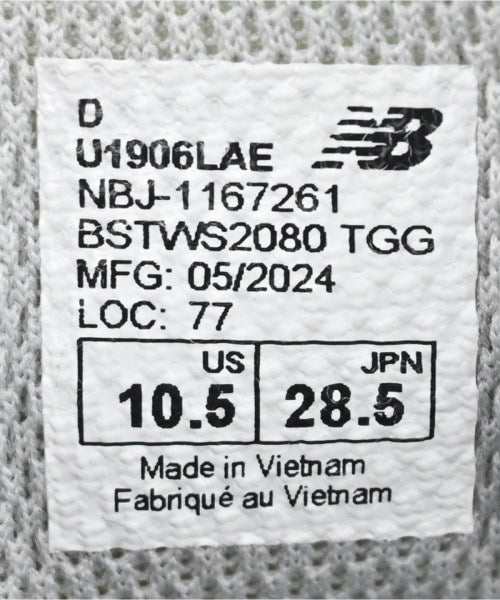 D
U1906LAE
NB
NBJ-1167261
BSTWS2080 TGG
MFG: 05/2024
LOC: 77
US JPN
10.5 28.5
Made in Vietnam
Fabriqué au Vietnam